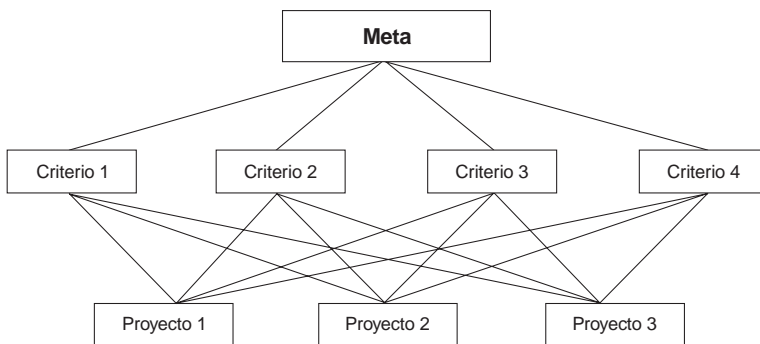 Meta
Criterio 1
Criterio 2
Criterio 3
Criterio 4
Proyecto 1
Proyecto 2
Proyecto 3